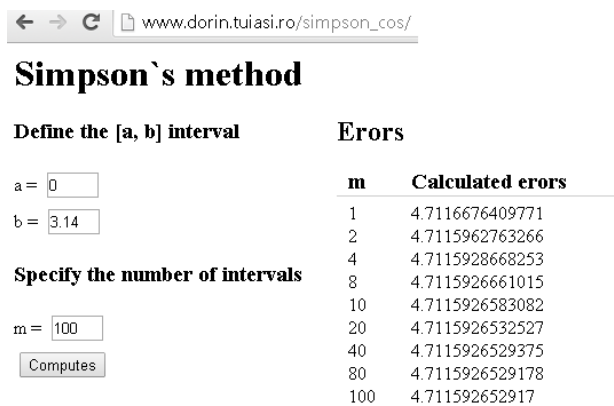 www.dorin.tuiasi.ro/simpson_cos/
Simpson`s method
Define the [a, b] interval
a = 0
b = 3.14
Specify the number of intervals
m = 100
Computes
Erors
m Calculated erors
1 4.7116676409771
2 4.7115962763266
4 4.7115928668253
8 4.7115926661015
10 4.7115926583082
20 4.7115926532527
40 4.7115926529375
80 4.7115926529178
100 4.711592652917